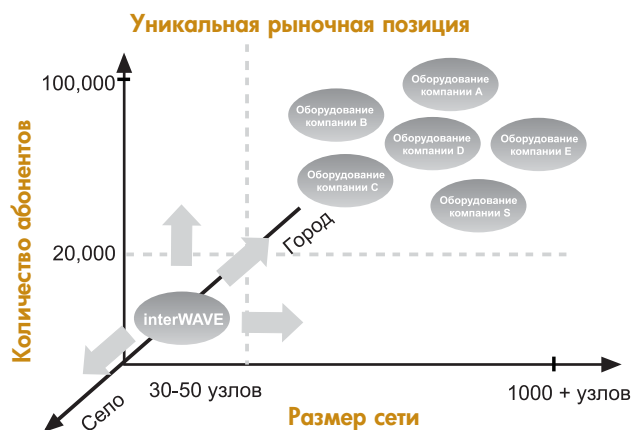 Уникальная рыночная позиция
Количество абонентов
100,000
20,000
Оборудование
компании A
Оборудование
компании B
Оборудование
компании D
Оборудование
компании E
Оборудование
компании C
Оборудование
компании S
Город
interWAVE
Село
30-50 узлов
1000 + узлов
Размер сети